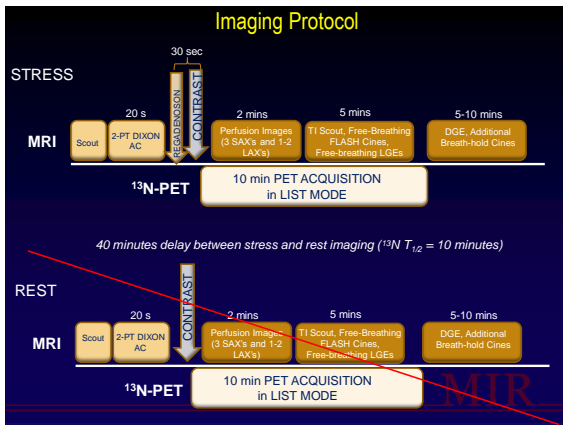 Imaging Protocol
30 sec
STRESS
REGADENOSON
CONTRAST
20 s
2 mins
5 mins
5-10 mins
MRI
Scout
2-PT DIXON
AC
Perfusion Images
(3 SAX's and 1-2
LAX's)
TI Scout, Free-Breathing
FLASH Cines,
Free-breathing LGEs
DGE, Additional
Breath-hold Cines
¹³N-PET
10 min PET ACQUISITION
in LIST MODE
40 minutes delay between stress and rest imaging (¹³N T1/2 = 10 minutes)
REST
CONTRAST
20 s
2 mins
5 mins
5-10 mins
MRI
Scout
2-PT DIXON
AC
Perfusion Images
(3 SAX's and 1-2
LAX's)
TI Scout, Free-Breathing
FLASH Cines,
Free-breathing LGEs
DGE, Additional
Breath-hold Cines
¹³N-PET
10 min PET ACQUISITION
in LIST MODE
MIR